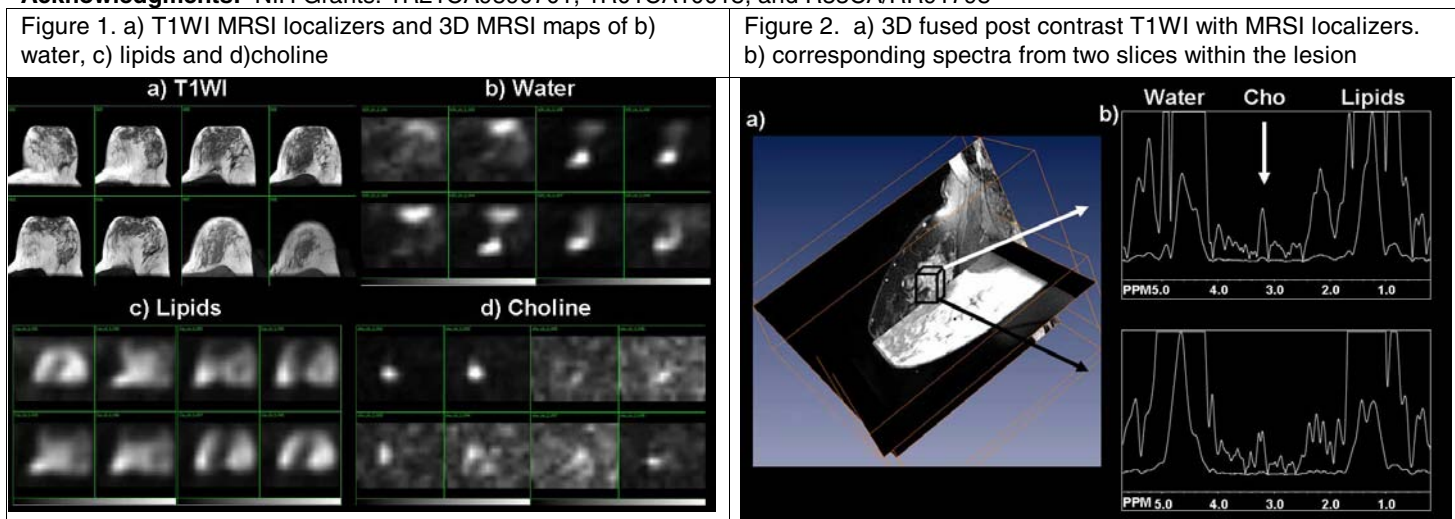 Figure 1. a) T1WI MRSI localizers and 3D MRSI maps of b)
water, c) lipids and d)choline
Figure 2. a) 3D fused post contrast T1WI with MRSI localizers.
b) corresponding spectra from two slices within the lesion
a) T1WI
b) Water
c) Lipids
d) Choline
a)
b)
Water Cho Lipids
PPM5.0 4.0 3.0 2.0 1.0
PPM 5.0 4.0 3.0 2.0 1.0